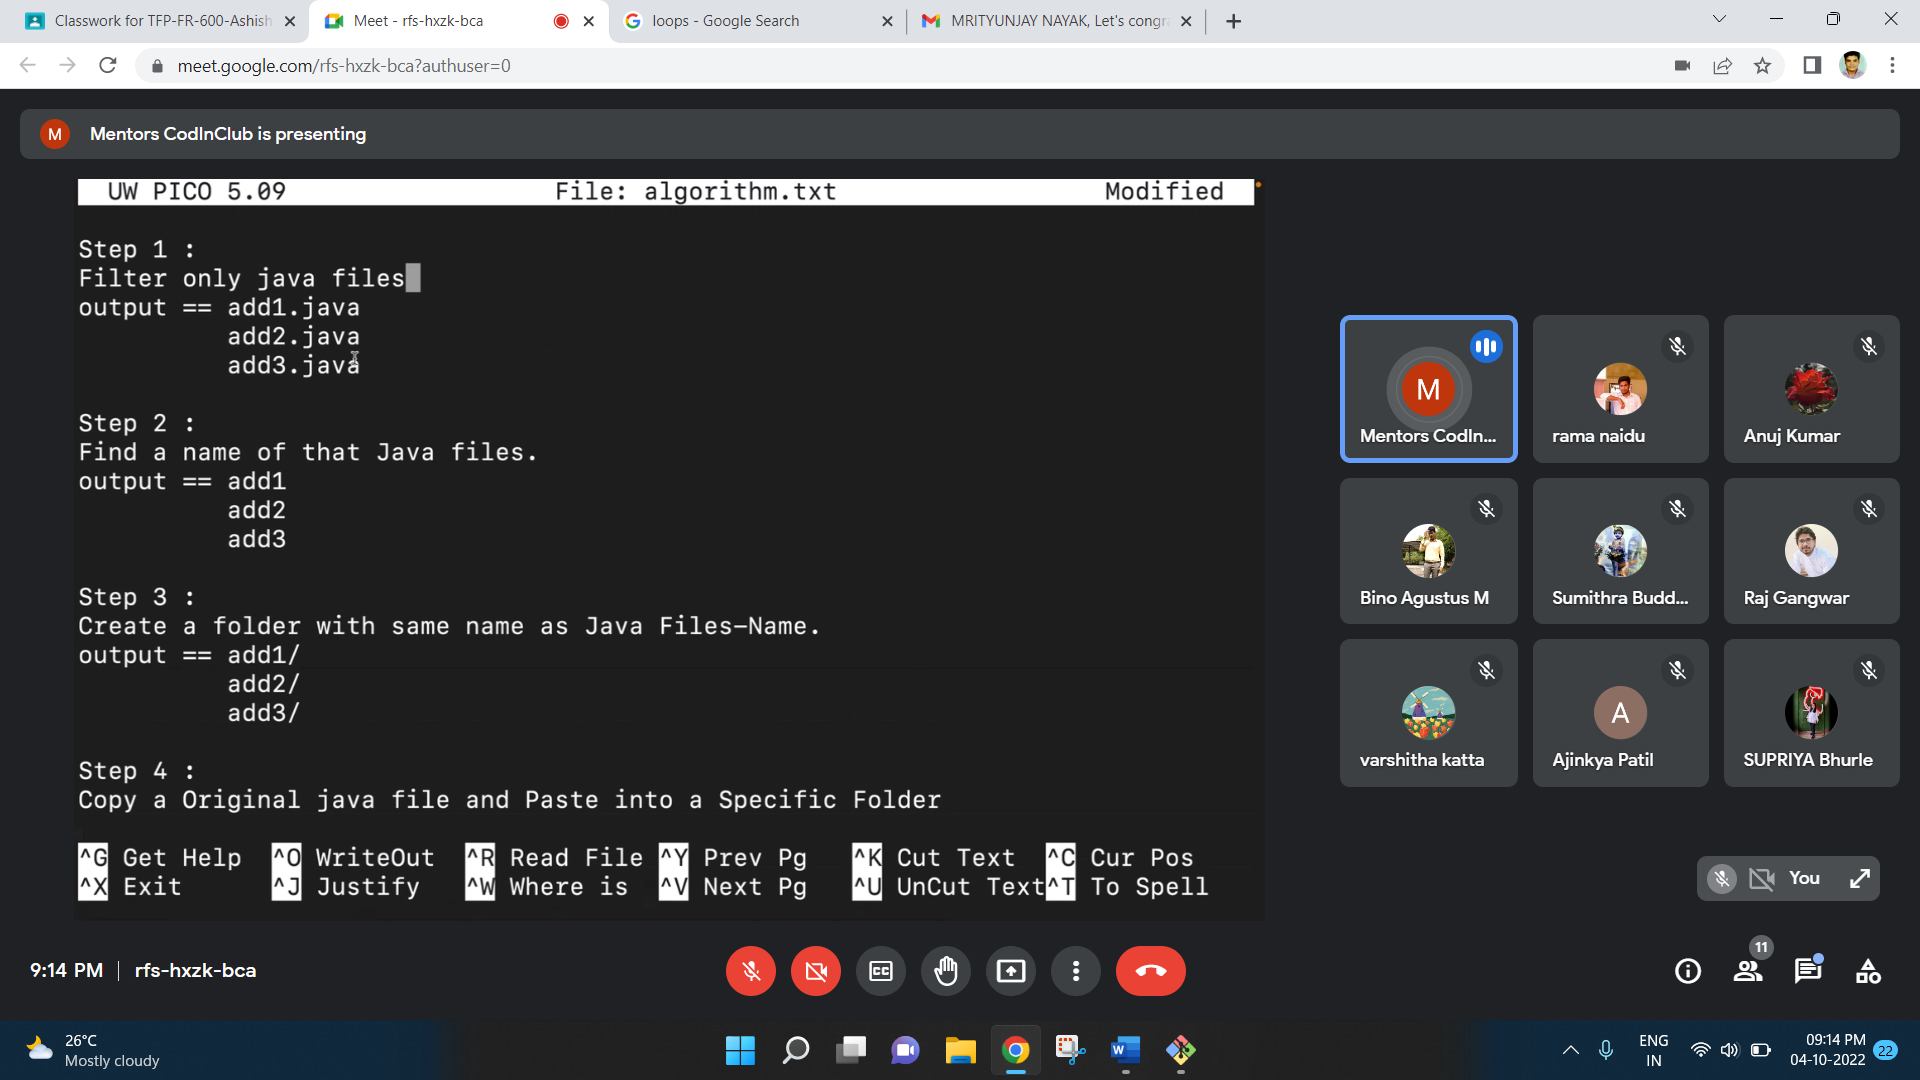 Classwork for TFP-FR-600-Ashish
Meet - rfs-hxzk-bca
loops - Google Search
MRITYUNJAY NAYAK, Let's congr
meet.google.com/rfs-hxzk-bca?authuser=0
M
Mentors CodInClub is presenting
UW PICO 5.09 File: algorithm.txt Modified
Step 1 :
Filter only java files
output == add1.java
add2.java
add3.java
Step 2 :
Find a name of that Java files.
output == add1
add2
add3
Step 3 :
Create a folder with same name as Java Files-Name.
output == add1/
add2/
add3/
Step 4 :
Copy a Original java file and Paste into a Specific Folder
^G Get Help ^O WriteOut ^R Read File ^Y Prev Pg ^K Cut Text ^C Cur Pos
^X Exit ^J Justify ^W Where is ^V Next Pg ^U UnCut Text ^T To Spell
M
Mentors CodIn...
rama naidu
Anuj Kumar
Bino Agustus M
Sumithra Budd...
Raj Gangwar
varshitha katta
A
Ajinkya Patil
SUPRIYA Bhurle
You
9:14 PM | rfs-hxzk-bca
CC
11
26°C
Mostly cloudy
W
ENG
IN
09:14 PM
04-10-2022
22